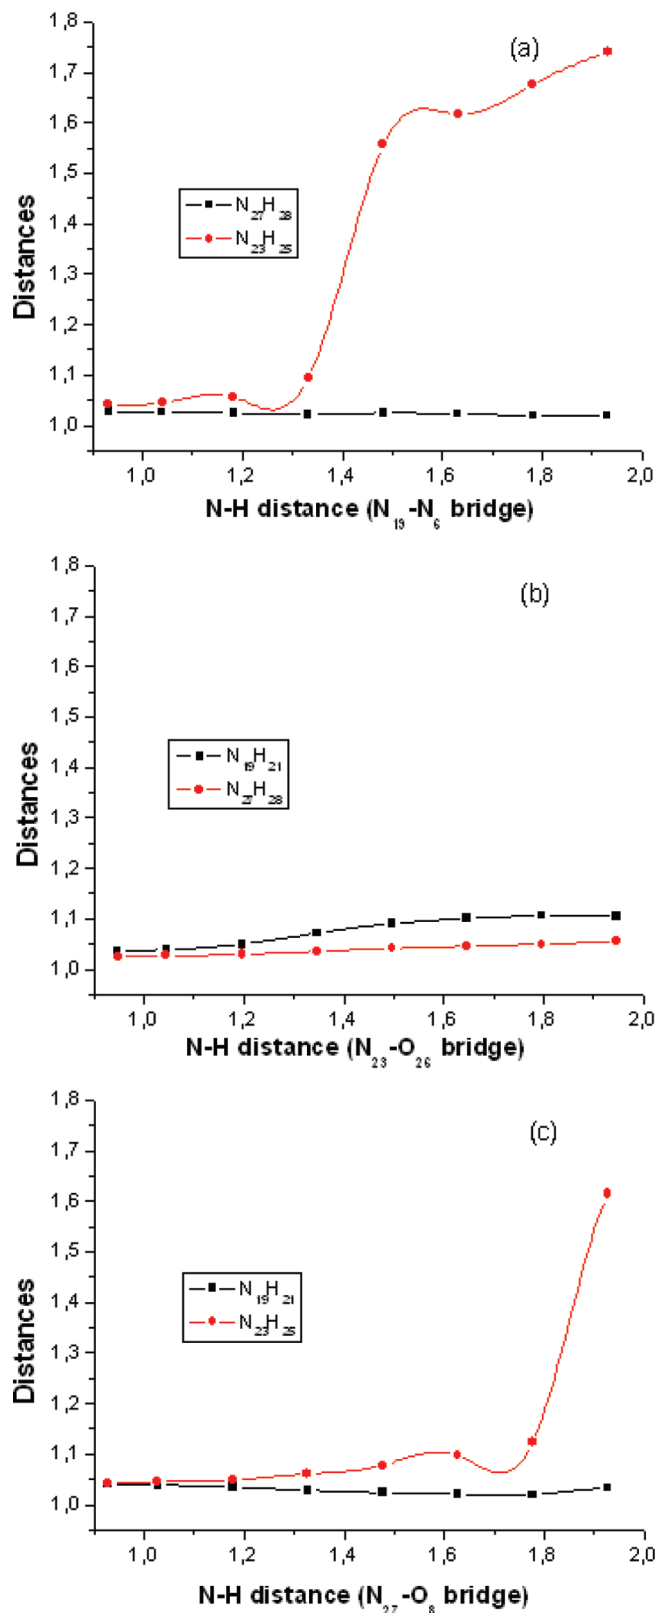 (a)
1,8
1,7
1,6
1,5
1,4
1,3
1,2
1,1
1,0
Distances
N27H28
N23H25
1,0 1,2 1,4 1,6 1,8 2,0
N-H distance (N19-N6 bridge)
(b)
1,8
1,7
1,6
1,5
1,4
1,3
1,2
1,1
1,0
Distances
N19H21
N27H28
1,0 1,2 1,4 1,6 1,8 2,0
N-H distance (N23-O26 bridge)
(c)
1,8
1,7
1,6
1,5
1,4
1,3
1,2
1,1
1,0
Distances
N19H21
N23H25
1,0 1,2 1,4 1,6 1,8 2,0
N-H distance (N27-O8 bridge)